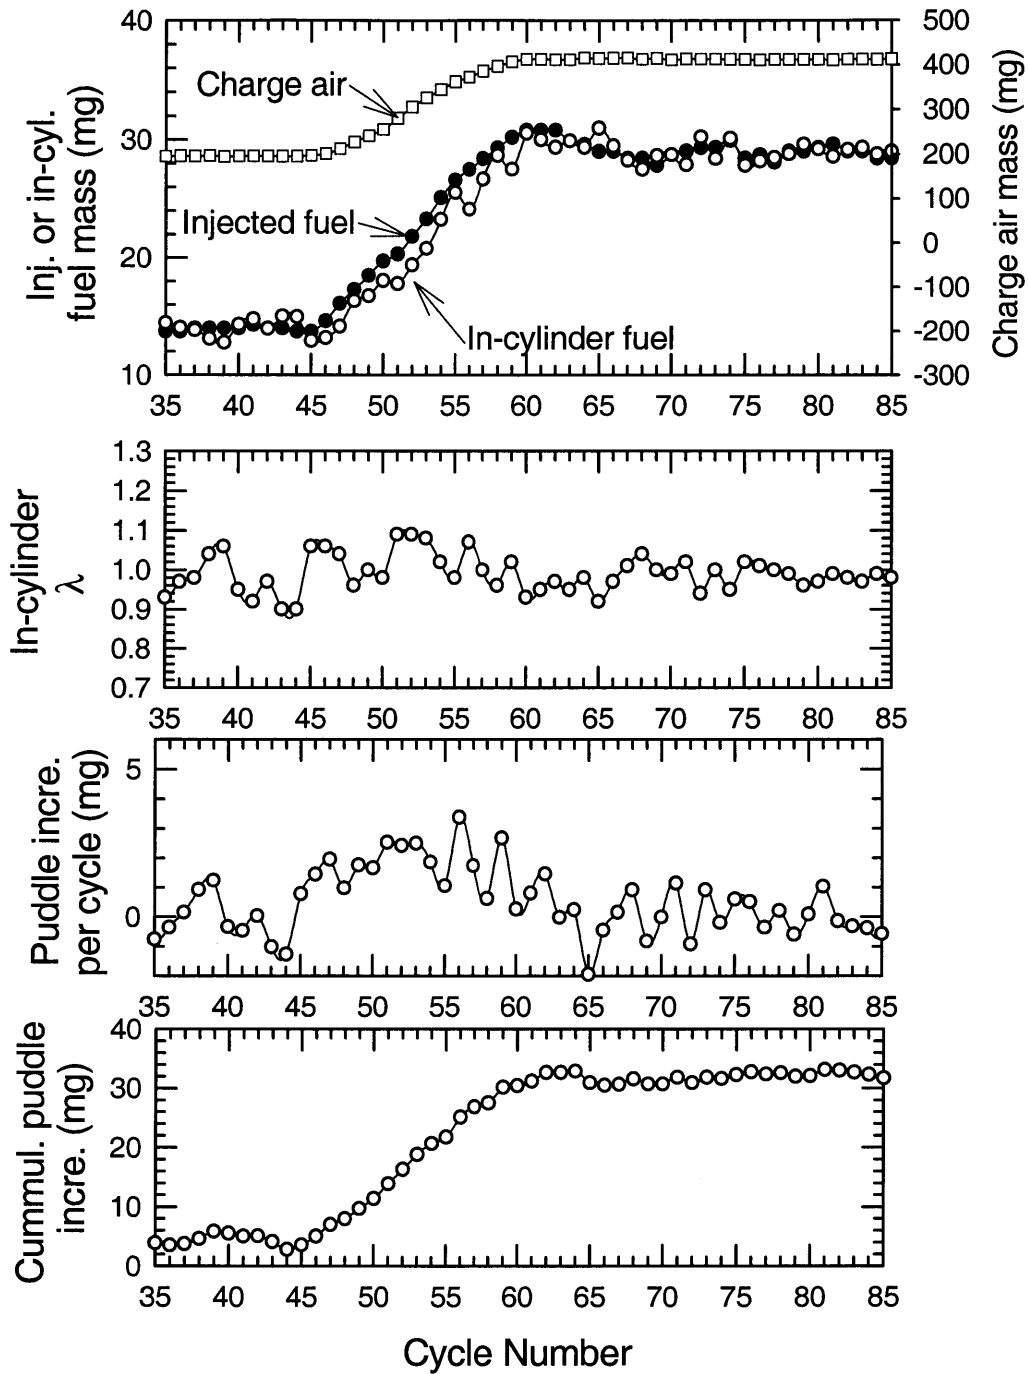 40
30
20
10
Inj. or in-cyl.
fuel mass (mg)
500
400
300
200
100
0
-100
-200
-300
Charge air mass (mg)
Charge air
Injected fuel
In-cylinder fuel
35 40 45 50 55 60 65 70 75 80 85
1.3
1.2
1.1
1.0
0.9
0.8
0.7
In-cylinder
λ
35 40 45 50 55 60 65 70 75 80 85
5
0
Puddle incre.
per cycle (mg)
35 40 45 50 55 60 65 70 75 80 85
40
30
20
10
0
Cummul. puddle
incre. (mg)
35 40 45 50 55 60 65 70 75 80 85
Cycle Number